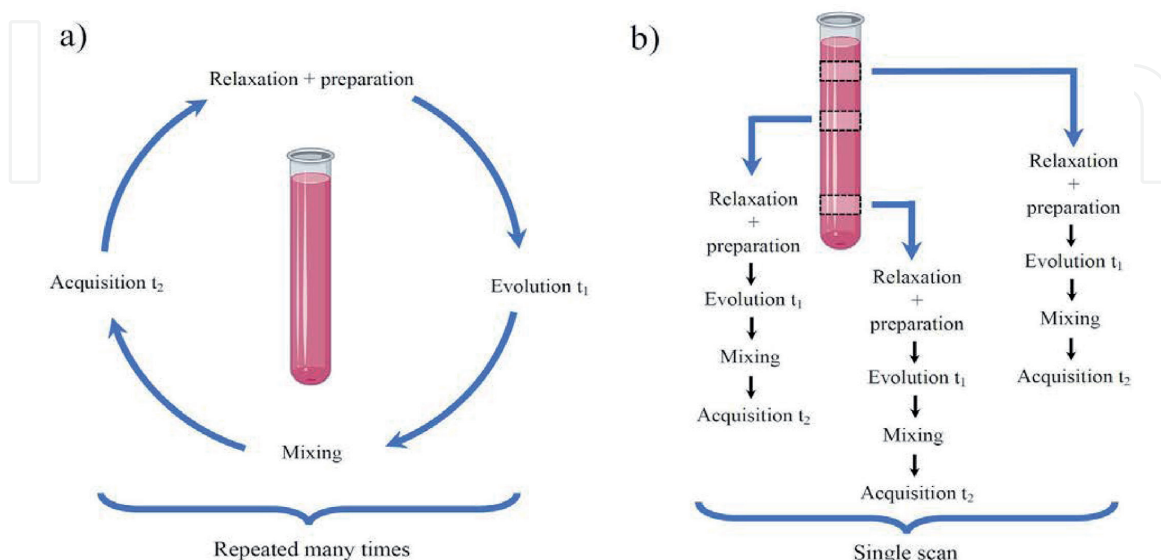 a)
Relaxation + preparation
Evolution t₁
Mixing
Acquisition t₂
Repeated many times
b)
Relaxation
+
preparation
Evolution t₁
Mixing
Acquisition t₂
Relaxation
+
preparation
Evolution t₁
Mixing
Acquisition t₂
Relaxation
+
preparation
Evolution t₁
Mixing
Acquisition t₂
Single scan